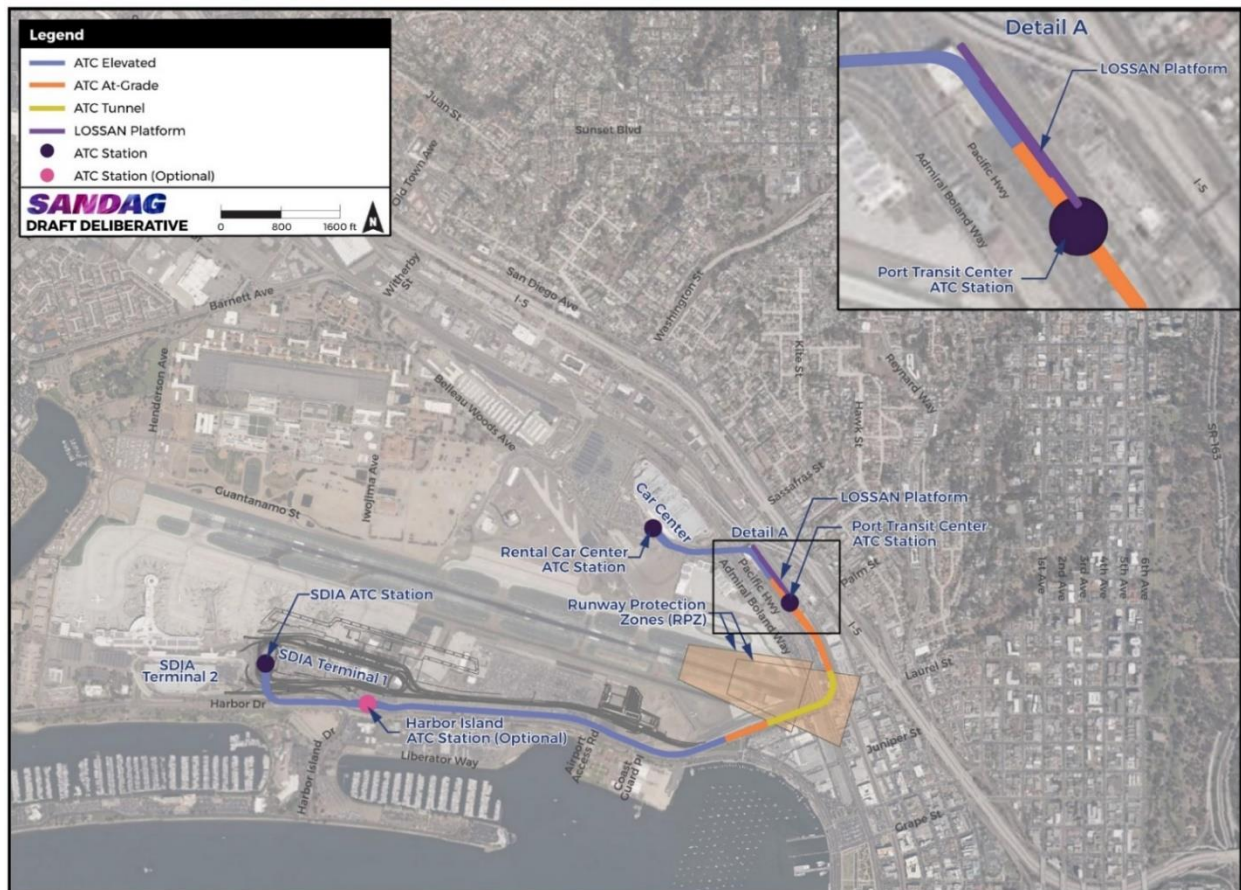 Legend
ATC Elevated
ATC At-Grade
ATC Tunnel
LOSSAN Platform
ATC Station
ATC Station (Optional)
SANDAG
DRAFT DELIBERATIVE
0 800 1600 ft
N
Detail A
LOSSAN Platform
I-5
Pacific Hwy
Admiral Boland Way
Port Transit Center
ATC Station
Juan St
Sunset Blvd
Old Town Ave
Witherby
St
San Diego Ave
I-5
Washington St
Barnett Ave
Henderson Ave
Belleau Woods Ave
Kite St
Reynard Way
Hawk St
SR-163
Guantanamo St
Iwojima Ave
Sassafras St
Car Center
LOSSAN Platform
Detail A
Port Transit Center
ATC Station
Rental Car Center
ATC Station
Pacific Hwy
Admiral Boland Way
Palm St
I-5
1st Ave
2nd Ave
3rd Ave
4th Ave
5th Ave
6th Ave
Runway Protection
Zones (RPZ)
SDIA ATC Station
SDIA Terminal 1
SDIA
Terminal 2
Laurel St
Harbor Dr
Harbor Island
ATC Station (Optional)
Harbor Island Dr
Liberator Way
Airport
Access Rd
Coast
Guard Pl
Juniper St
Grape St